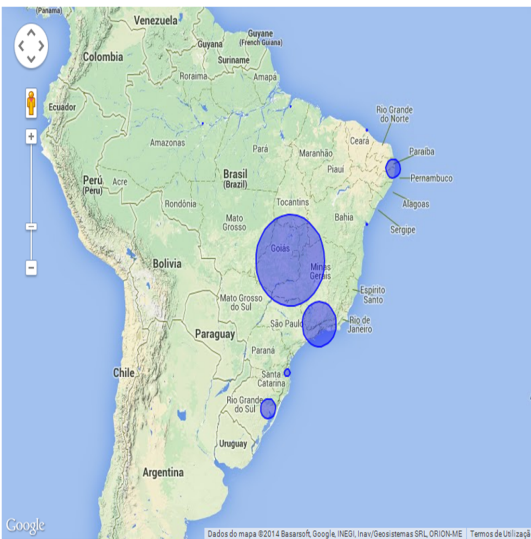 (Panama)
Venezuela
Guyana
Guyane
(French Guiana)
Colombia
Suriname
Roraima
Amapá
Ecuador
Rio Grande
do Norte
Ceará
Amazonas
Pará
Maranhão
Paraíba
Piauí
Perú
(Peru)
Acre
Brasil
(Brazil)
Pernambuco
Rondônia
Tocantins
Alagoas
Mato
Grosso
Bahia
Sergipe
Goiás
Bolivia
Minas
Gerais
Espírito
Santo
Mato Grosso
do Sul
São Paulo
Rio de
Janeiro
Paraguay
Paraná
Chile
Santa
Catarina
Rio Grande
do Sul
Uruguay
Argentina
Google
Dados do mapa ©2014 Basarsoft, Google, INEGI, Inav/Geosistemas SRL, ORION-ME
Termos de Utilizaç